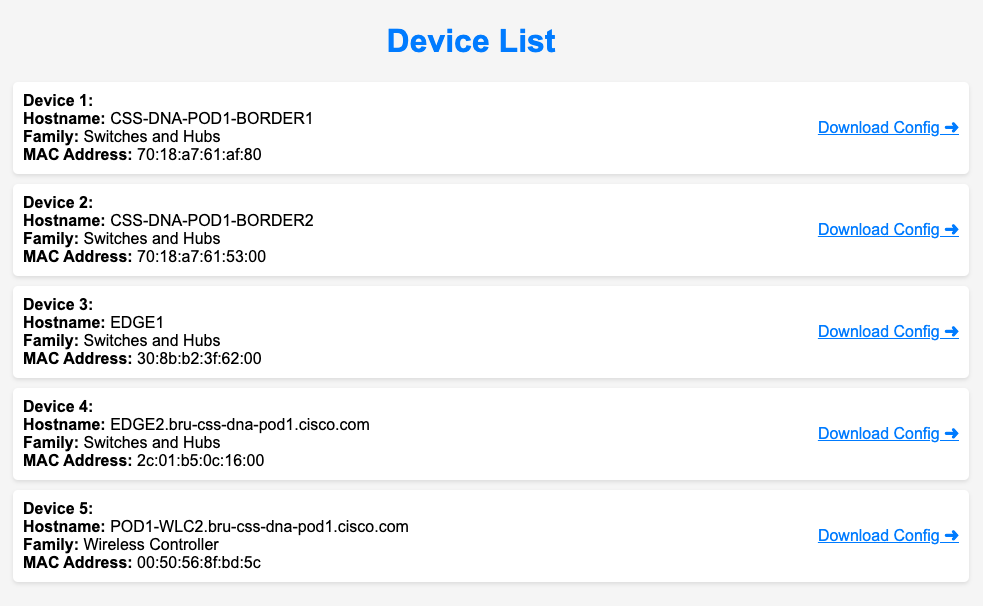 Device List
Device 1:
Hostname: CSS-DNA-POD1-BORDER1
Family: Switches and Hubs
MAC Address: 70:18:a7:61:af:80
Download Config ➜
Device 2:
Hostname: CSS-DNA-POD1-BORDER2
Family: Switches and Hubs
MAC Address: 70:18:a7:61:53:00
Download Config ➜
Device 3:
Hostname: EDGE1
Family: Switches and Hubs
MAC Address: 30:8b:b2:3f:62:00
Download Config ➜
Device 4:
Hostname: EDGE2.bru-css-dna-pod1.cisco.com
Family: Switches and Hubs
MAC Address: 2c:01:b5:0c:16:00
Download Config ➜
Device 5:
Hostname: POD1-WLC2.bru-css-dna-pod1.cisco.com
Family: Wireless Controller
MAC Address: 00:50:56:8f:bd:5c
Download Config ➜